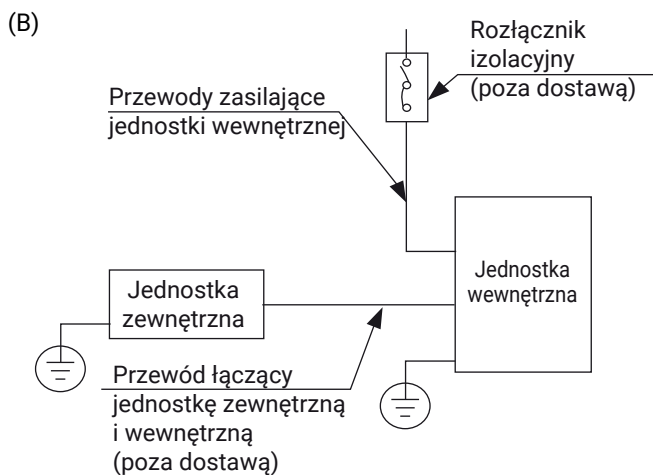 (B)
Rozłącznik
izolacyjny
(poza dostawą)
Przewody zasilające
jednostki wewnętrznej
Jednostka
wewnętrzna
Jednostka
zewnętrzna
Przewód łączący
jednostkę zewnętrzną
i wewnętrzną
(poza dostawą)